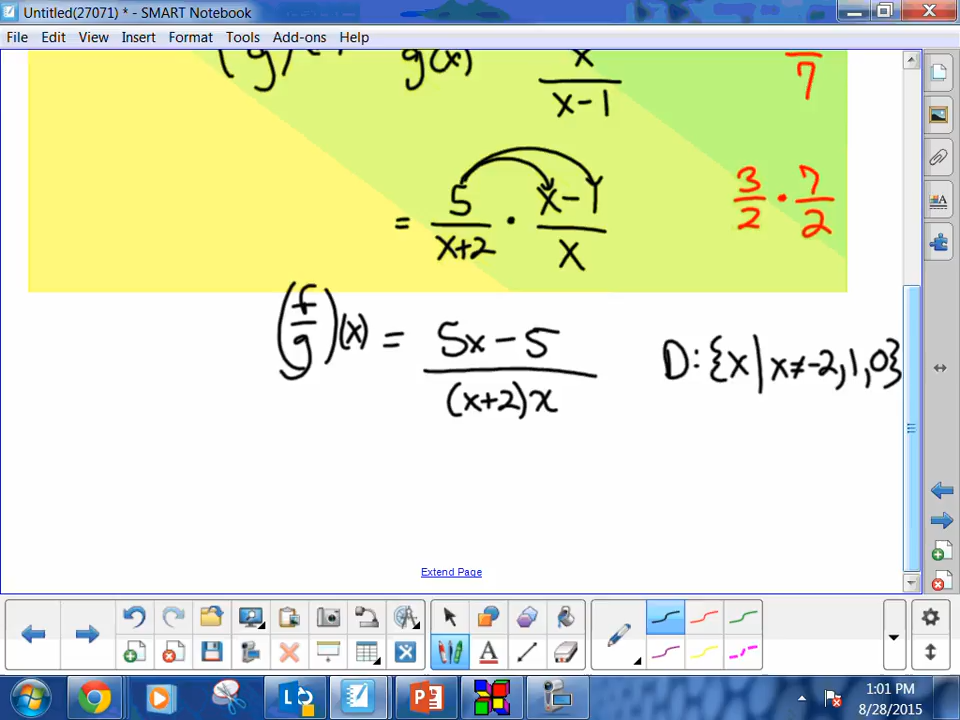 Untitled(27071) * - SMART Notebook
File Edit View Insert Format Tools Add-ons Help
(g) g(x) x 7
x-1
= 5/(x+2) · (x-1)/x 3/2 · 7/2
(f/g)(x) = (5x-5)/((x+2)x) D: {x | x≠-2,1,0}
Extend Page
A
1:01 PM
8/28/2015